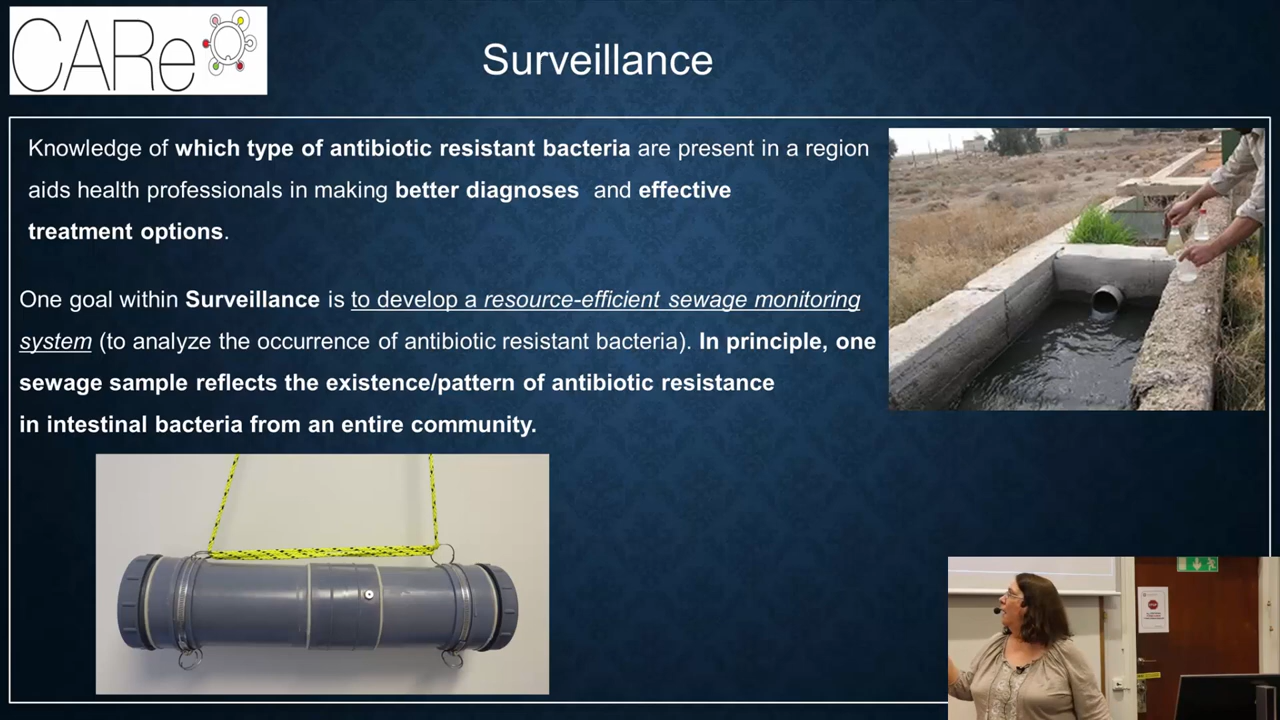 CARe
Surveillance
Knowledge of which type of antibiotic resistant bacteria are present in a region
aids health professionals in making better diagnoses and effective
treatment options.
One goal within Surveillance is to develop a resource-efficient sewage monitoring
system (to analyze the occurrence of antibiotic resistant bacteria). In principle, one
sewage sample reflects the existence/pattern of antibiotic resistance
in intestinal bacteria from an entire community.